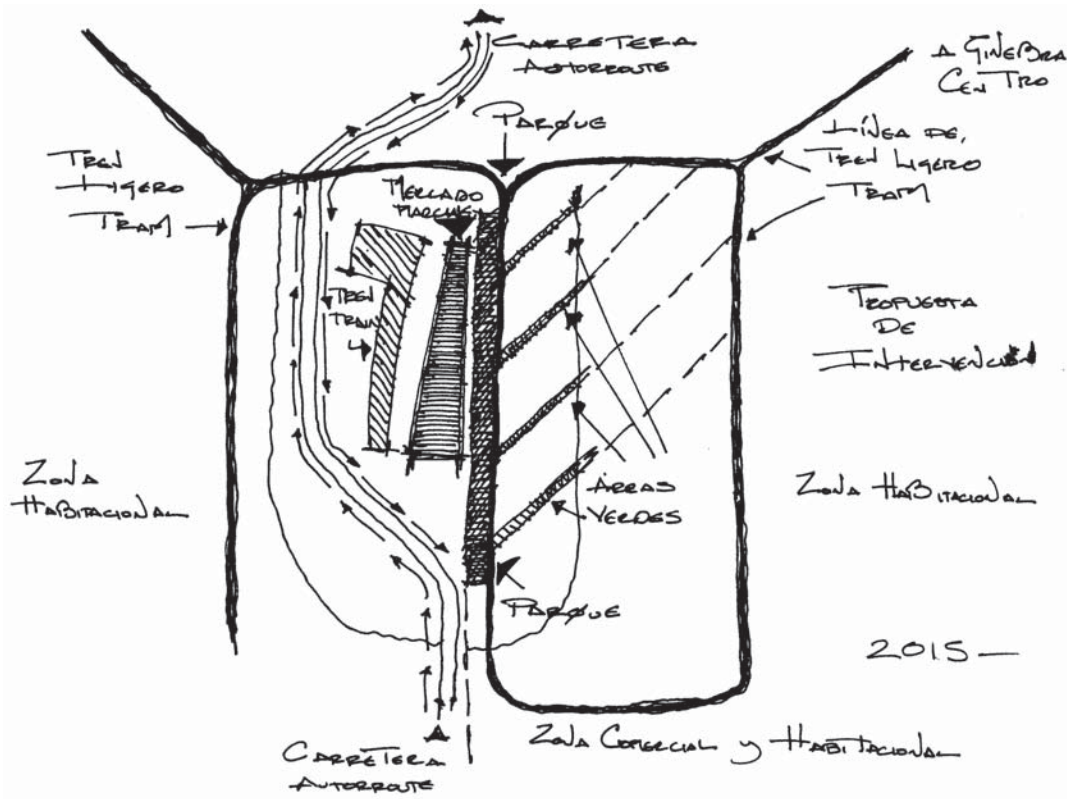 CARRETERA
AUTORROUTE
A GINEBRA
CENTRO
PARQUE
LÍNEA DE,
TREN LIGERO
TRAM
TREN
LIGERO
TRAM
MERCADO
TREN
TRAIN
PROPUESTA
DE
INTERVENCIÓN
ZONA
HABITACIONAL
ÁREAS
VERDES
ZONA HABITACIONAL
PARQUE
2015—
ZONA COMERCIAL y HABITACIONAL
CARRETERA
AUTORROUTE